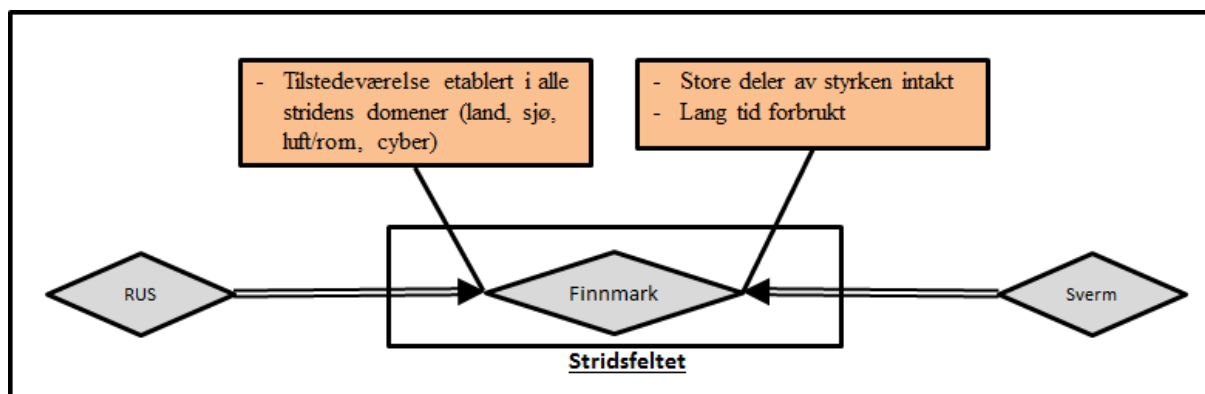 - Tilstedeværelse etablert i alle
stridens domener (land, sjø,
luft/rom, cyber)
- Store deler av styrken intakt
- Lang tid forbrukt
RUS
Finnmark
Sverm
Stridsfeltet